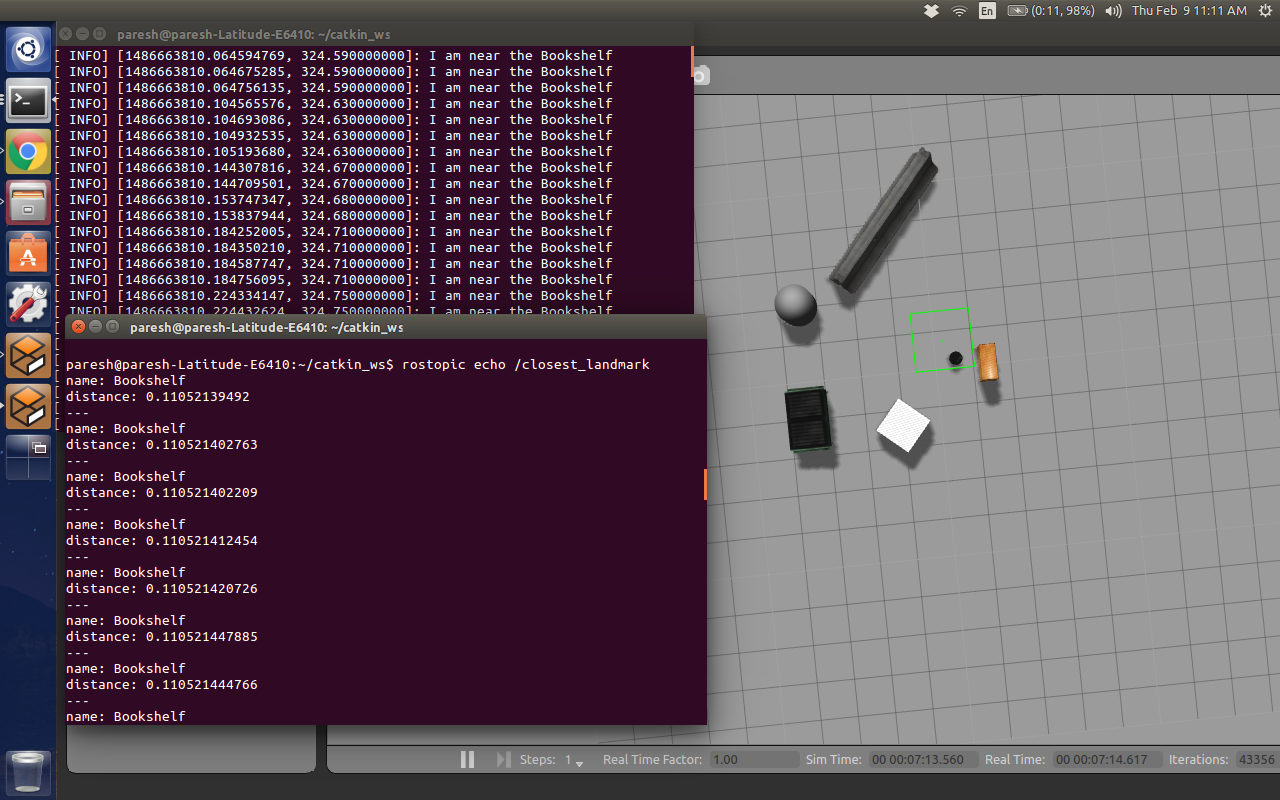 En (0:11, 98%) Thu Feb 9 11:11 AM
paresh@paresh-Latitude-E6410: ~/catkin_ws
[ INFO] [1486663810.064594769, 324.590000000]: I am near the Bookshelf
[ INFO] [1486663810.064675285, 324.590000000]: I am near the Bookshelf
[ INFO] [1486663810.064756135, 324.590000000]: I am near the Bookshelf
[ INFO] [1486663810.104565576, 324.630000000]: I am near the Bookshelf
[ INFO] [1486663810.104693086, 324.630000000]: I am near the Bookshelf
[ INFO] [1486663810.104932535, 324.630000000]: I am near the Bookshelf
[ INFO] [1486663810.105193680, 324.630000000]: I am near the Bookshelf
[ INFO] [1486663810.144307816, 324.670000000]: I am near the Bookshelf
[ INFO] [1486663810.144709501, 324.670000000]: I am near the Bookshelf
[ INFO] [1486663810.153747347, 324.680000000]: I am near the Bookshelf
[ INFO] [1486663810.153837944, 324.680000000]: I am near the Bookshelf
[ INFO] [1486663810.184252005, 324.710000000]: I am near the Bookshelf
[ INFO] [1486663810.184350210, 324.710000000]: I am near the Bookshelf
[ INFO] [1486663810.184587747, 324.710000000]: I am near the Bookshelf
[ INFO] [1486663810.184756095, 324.710000000]: I am near the Bookshelf
[ INFO] [1486663810.224334147, 324.750000000]: I am near the Bookshelf
[ INFO] [1486663810.224432624, 324.750000000]: I am near the Bookshelf
paresh@paresh-Latitude-E6410: ~/catkin_ws
paresh@paresh-Latitude-E6410:~/catkin_ws$ rostopic echo /closest_landmark
name: Bookshelf
distance: 0.11052139492
---
name: Bookshelf
distance: 0.110521402763
---
name: Bookshelf
distance: 0.110521402209
---
name: Bookshelf
distance: 0.110521412454
---
name: Bookshelf
distance: 0.110521420726
---
name: Bookshelf
distance: 0.110521447885
---
name: Bookshelf
distance: 0.110521444766
---
name: Bookshelf
Steps: 1 Real Time Factor: 1.00 Sim Time: 00 00:07:13.560 Real Time: 00 00:07:14.617 Iterations: 43356